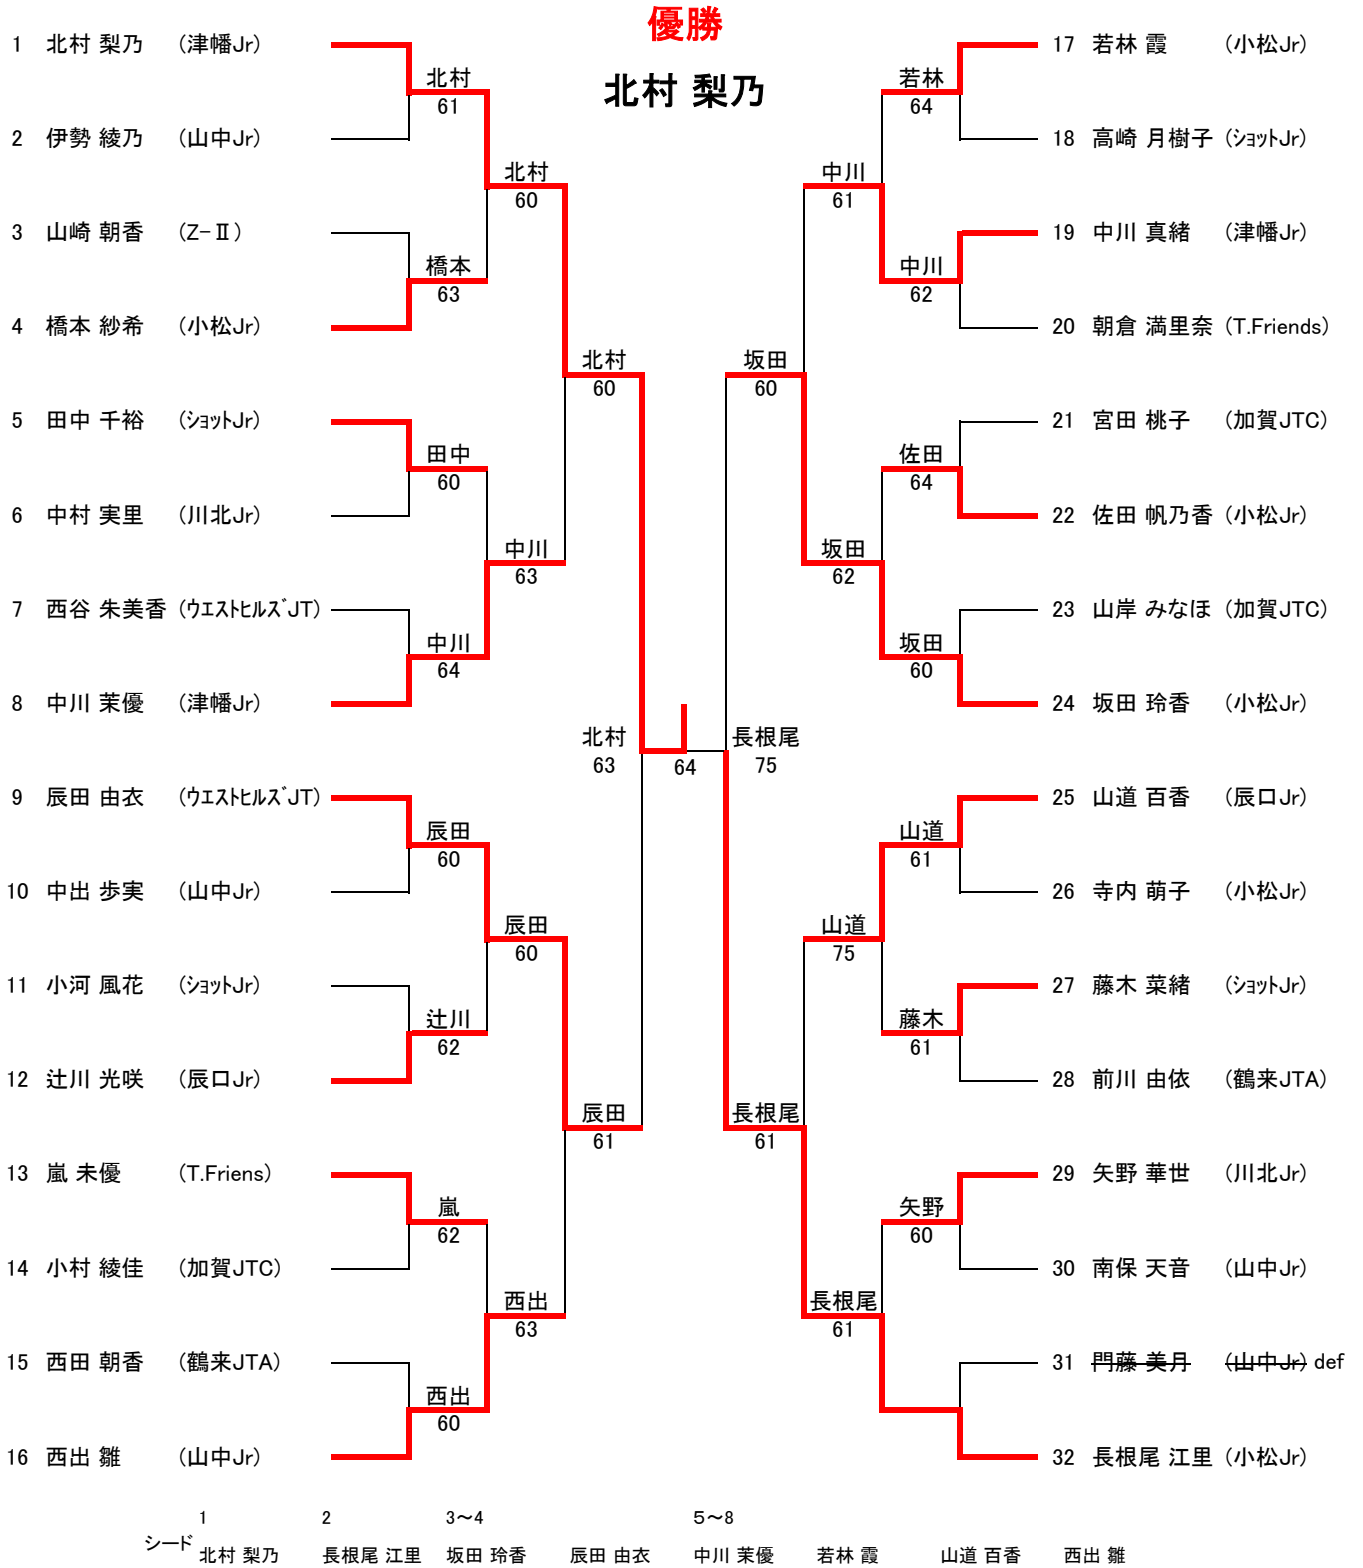 優勝
北村 梨乃
1 北村 梨乃 (津幡Jr)
2 伊勢 綾乃 (山中Jr)
3 山崎 朝香 (Z-Ⅱ)
4 橋本 紗希 (小松Jr)
5 田中 千裕 (ショットJr)
6 中村 実里 (川北Jr)
7 西谷 朱美香 (ウエストヒルズJT)
8 中川 茉優 (津幡Jr)
9 辰田 由衣 (ウエストヒルズJT)
10 中出 歩実 (山中Jr)
11 小河 風花 (ショットJr)
12 辻川 光咲 (辰口Jr)
13 嵐 未優 (T.Friens)
14 小村 綾佳 (加賀JTC)
15 西田 朝香 (鶴来JTA)
16 西出 雛 (山中Jr)
北村
61
橋本
63
田中
60
中川
64
辰田
60
辻川
62
嵐
62
西出
60
北村
60
中川
63
辰田
60
西出
63
北村
60
辰田
61
北村
63
64
長根尾
75
坂田
60
長根尾
61
中川
61
坂田
62
山道
75
長根尾
61
若林
64
中川
62
佐田
64
坂田
60
山道
61
藤木
61
矢野
60
17 若林 霞 (小松Jr)
18 高崎 月樹子 (ショットJr)
19 中川 真緒 (津幡Jr)
20 朝倉 満里奈 (T.Friends)
21 宮田 桃子 (加賀JTC)
22 佐田 帆乃香 (小松Jr)
23 山岸 みなほ (加賀JTC)
24 坂田 玲香 (小松Jr)
25 山道 百香 (辰口Jr)
26 寺内 萌子 (小松Jr)
27 藤木 菜緒 (ショットJr)
28 前川 由依 (鶴来JTA)
29 矢野 華世 (川北Jr)
30 南保 天音 (山中Jr)
31 門藤 美月 (山中Jr) def
32 長根尾 江里 (小松Jr)
1 2 3~4 5~8
シード 北村 梨乃 長根尾 江里 坂田 玲香 辰田 由衣 中川 茉優 若林 霞 山道 百香 西出 雛